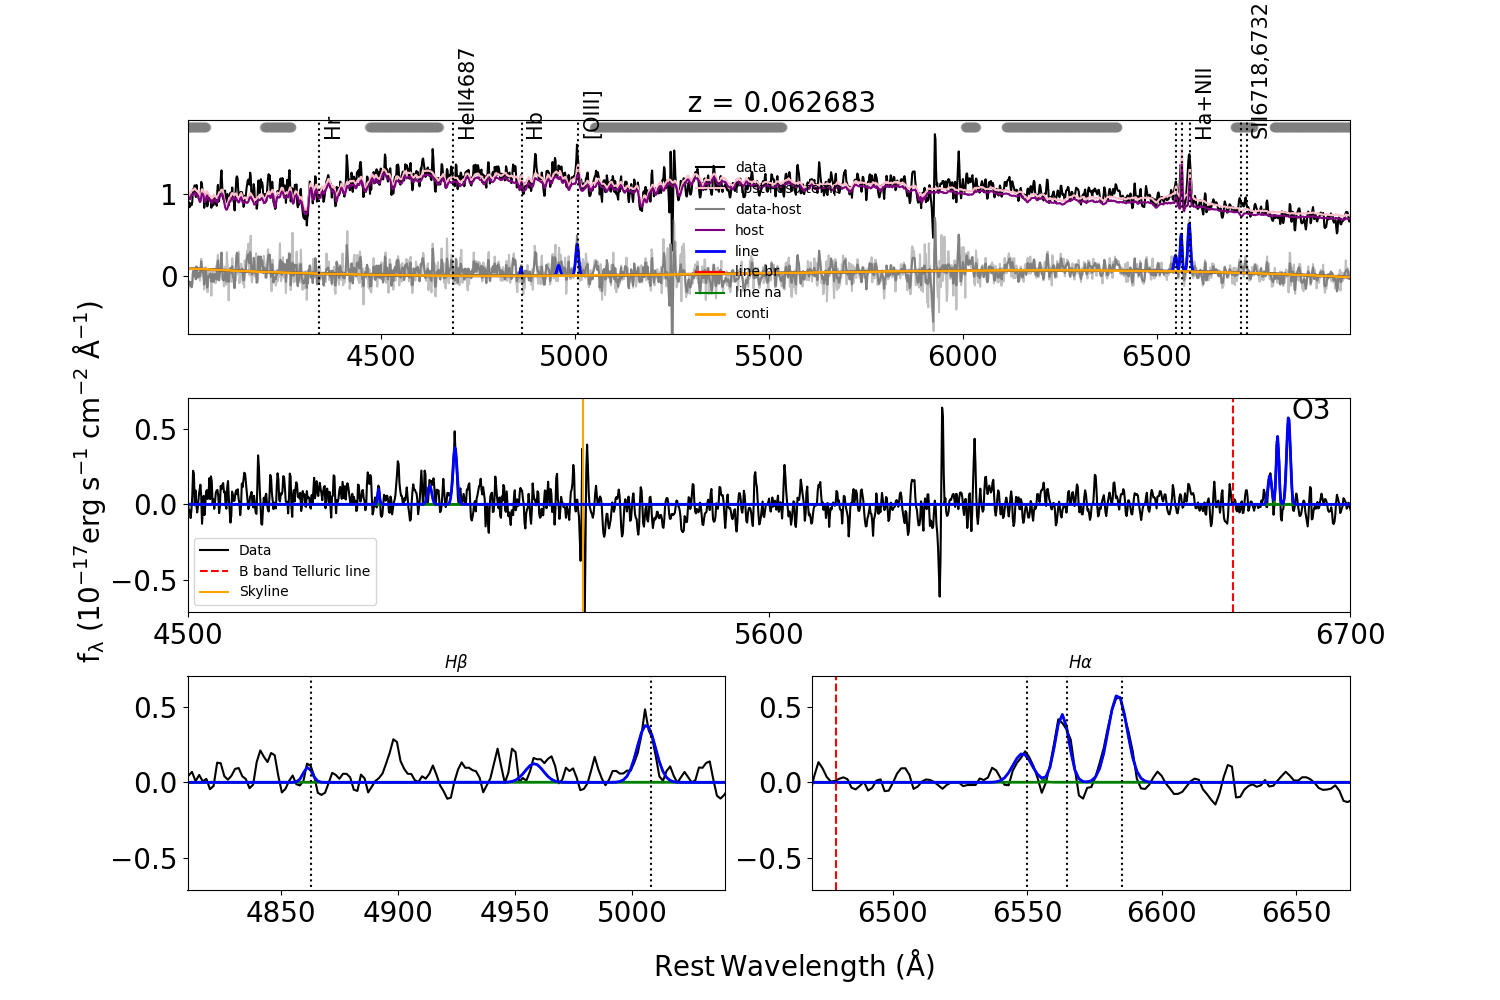 z = 0.062683
Hr
HeII4687
Hb
[OIII]
Ha+NII
SII6718,6732
data
data-host
host
line
line br
line na
conti
1
0
4500 5000 5500 6000 6500
O3
0.5
0.0
−0.5
Data
B band Telluric line
Skyline
4500 5600 6700
fλ (10⁻¹⁷erg s⁻¹ cm⁻² Å⁻¹)
Hβ
0.5
0.0
−0.5
4850 4900 4950 5000
Hα
0.5
0.0
−0.5
6500 6550 6600 6650
Rest Wavelength (Å)